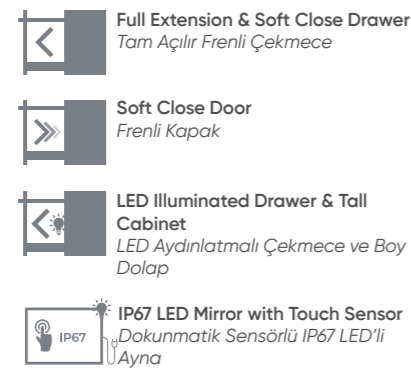 Full Extension & Soft Close Drawer
Tam Açılır Frenli Çekmece
Soft Close Door
Frenli Kapak
LED Illuminated Drawer & Tall
Cabinet
LED Aydınlatmalı Çekmece ve Boy
Dolap
IP67
IP67 LED Mirror with Touch Sensor
Dokunmatik Sensörlü IP67 LED'li
Ayna